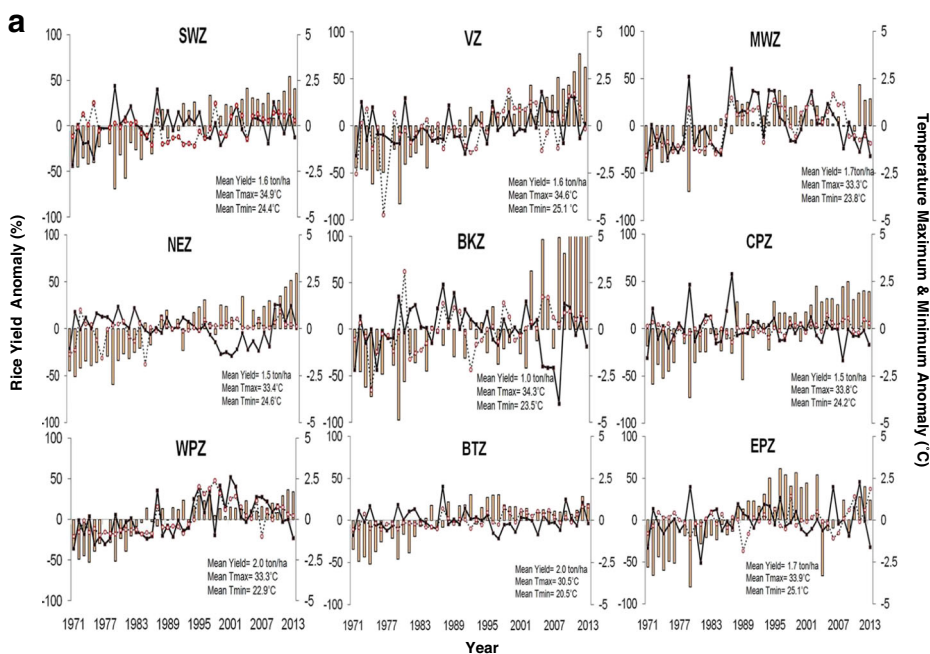 a
SWZ
VZ
MWZ
100
50
0
-50
-100
5
2.5
0
-2.5
-5
Mean Yield= 1.6 ton/ha
Mean Tmax= 34.9˚C
Mean Tmin= 24.4˚C
100
50
0
-50
-100
5
2.5
0
-2.5
-5
Mean Yield= 1.6 ton/ha
Mean Tmax= 34.6˚C
Mean Tmin= 25.1 ˚C
100
50
0
-50
-100
5
2.5
0
-2.5
-5
Mean Yield= 1.7ton/ha
Mean Tmax= 33.3˚C
Mean Tmin= 23.8˚C
NEZ
BKZ
CPZ
100
50
0
-50
-100
5
2.5
0
-2.5
-5
Mean Yield= 1.5 ton/ha
Mean Tmax= 33.4˚C
Mean Tmin= 24.6˚C
100
50
0
-50
-100
5
2.5
0
-2.5
-5
Mean Yield= 1.0 ton/ha
Mean Tmax= 34.3˚C
Mean Tmin= 23.5˚C
100
50
0
-50
-100
5
2.5
0
-2.5
-5
Mean Yield= 1.5 ton/ha
Mean Tmax= 33.8˚C
Mean Tmin= 24.2˚C
WPZ
BTZ
EPZ
100
50
0
-50
-100
5
2.5
0
-2.5
-5
Mean Yield= 2.0 ton/ha
Mean Tmax= 33.3˚C
Mean Tmin= 22.9˚C
100
50
0
-50
-100
5
2.5
0
-2.5
-5
Mean Yield= 2.0 ton/ha
Mean Tmax= 30.5˚C
Mean Tmin= 20.5˚C
100
50
0
-50
-100
5
2.5
0
-2.5
-5
Mean Yield= 1.7 ton/ha
Mean Tmax= 33.9˚C
Mean Tmin= 25.1˚C
1971 1977 1983 1989 1995 2001 2007 2013
1971 1977 1983 1989 1995 2001 2007 2013
1971 1977 1983 1989 1995 2001 2007 2013
Year
Rice Yield Anomaly (%)
Temperature Maximum & Minimum Anomaly (˚C)